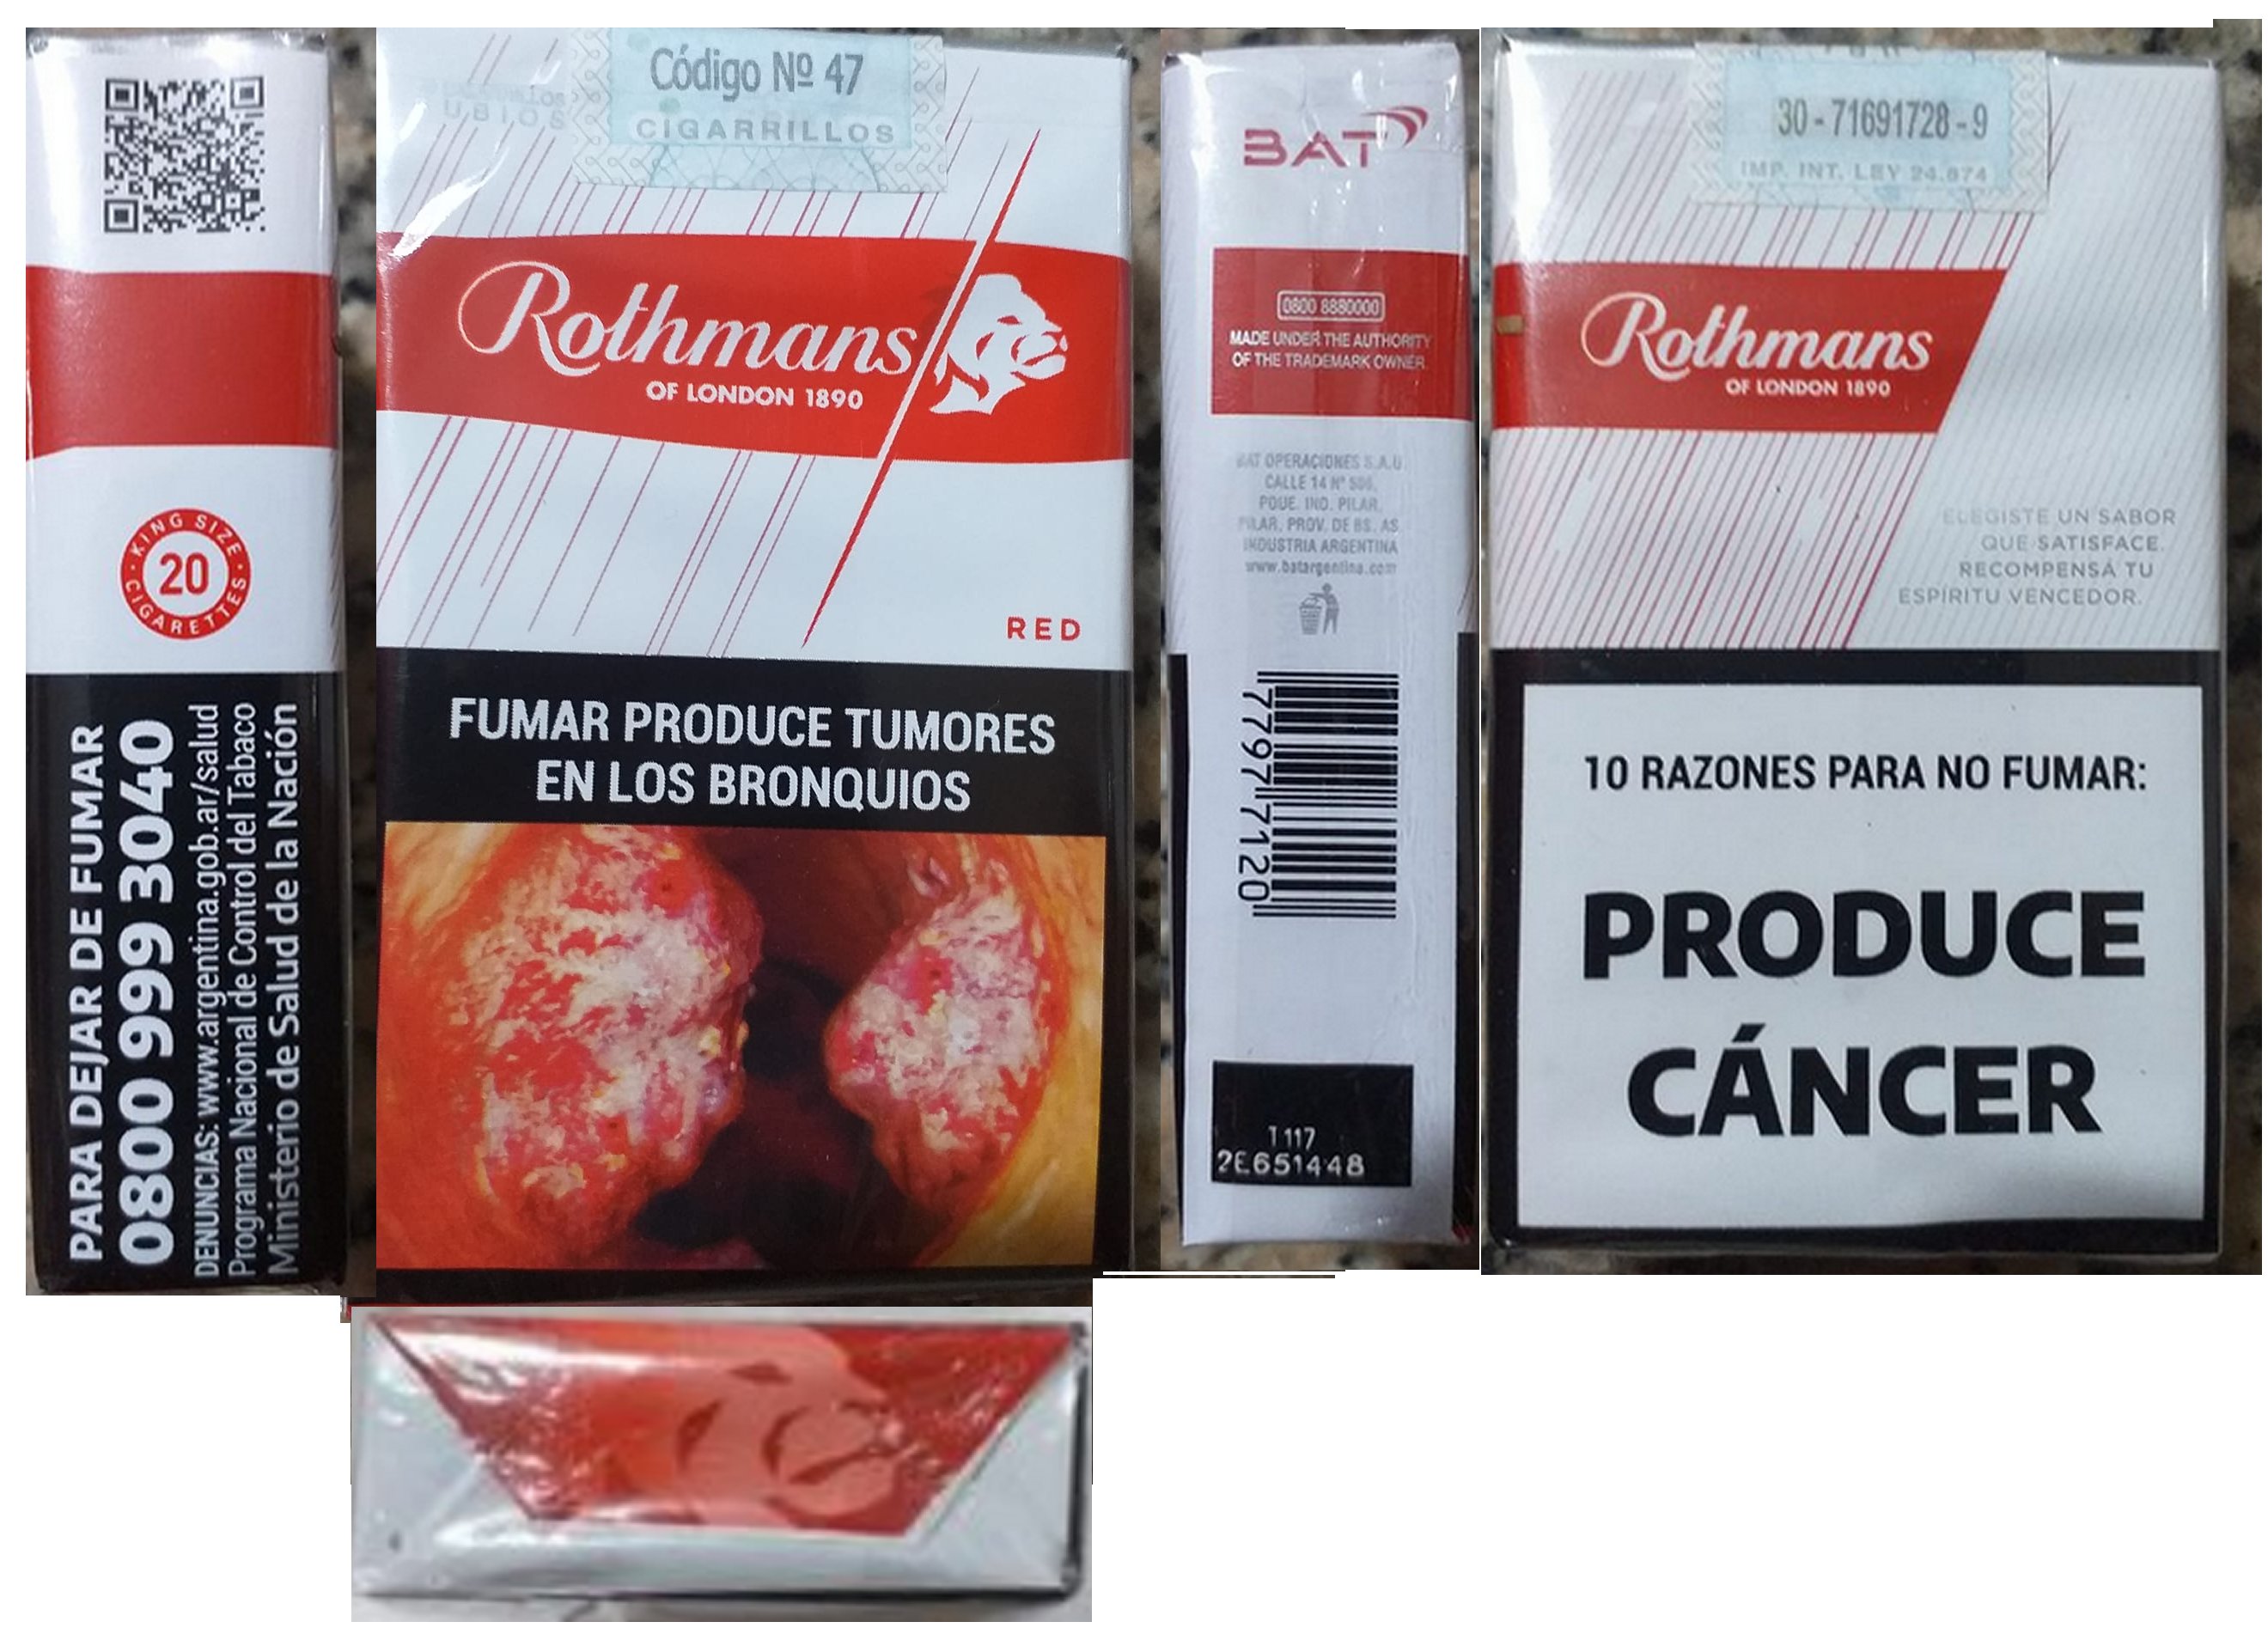 KING SIZE
20
CIGARETTES
PARA DEJAR DE FUMAR
0800 999 3040
DENUNCIAS: www.argentina.gob.ar/salud
Programa Nacional de Control del Tabaco
Ministerio de Salud de la Nación
Código Nº 47
UBIOS
CIGARRILLOS
Rothmans
OF LONDON 1890
RED
FUMAR PRODUCE TUMORES
EN LOS BRONQUIOS
BAT
0800 8880000
MADE UNDER THE AUTHORITY
OF THE TRADEMARK OWNER
BAT OPERACIONES S.A.U
CALLE 14 Nº 506,
PQUE. IND. PILAR,
PILAR, PROV. DE BS. AS
INDUSTRIA ARGENTINA
www.batargentina.com
77977120
T 117
2E651448
30 - 71691728 - 9
IMP. INT. LEY 24.674
Rothmans
OF LONDON 1890
ELEGISTE UN SABOR
QUE SATISFACE.
RECOMPENSÁ TU
ESPÍRITU VENCEDOR.
10 RAZONES PARA NO FUMAR:
PRODUCE
CÁNCER